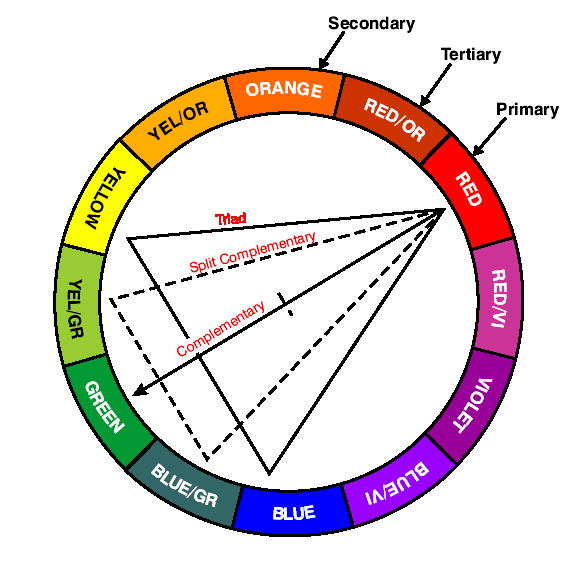 Secondary
Tertiary
Primary
ORANGE
RED/OR
RED
RED/VI
VIOLET
BLUE/VI
BLUE
BLUE/GR
GREEN
YEL/GR
YELLOW
YEL/OR
Triad
Split Complementary
Complementary